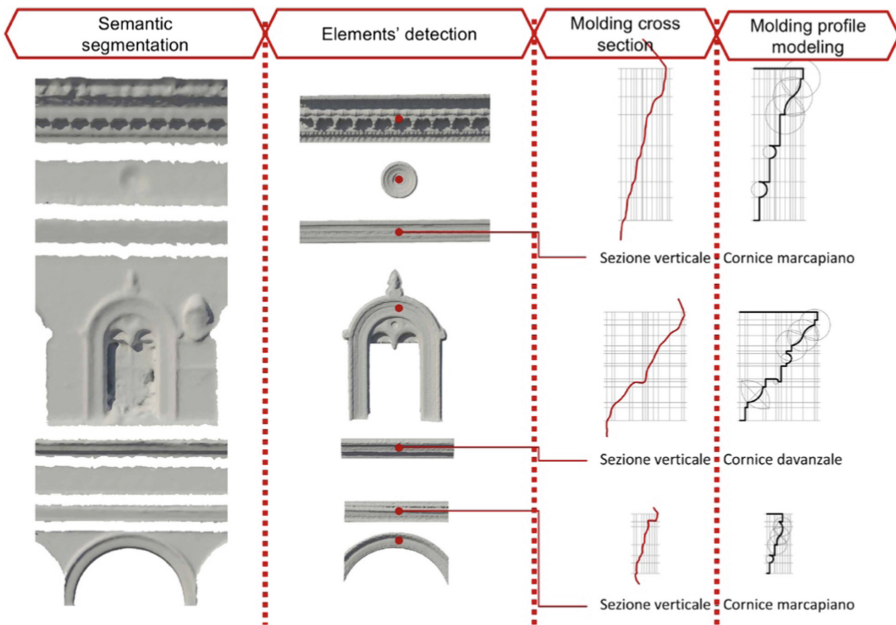 Semantic
segmentation
Elements' detection
Molding cross
section
Molding profile
modeling
Sezione verticale
Cornice marcapiano
Sezione verticale
Cornice davanzale
Sezione verticale
Cornice marcapiano